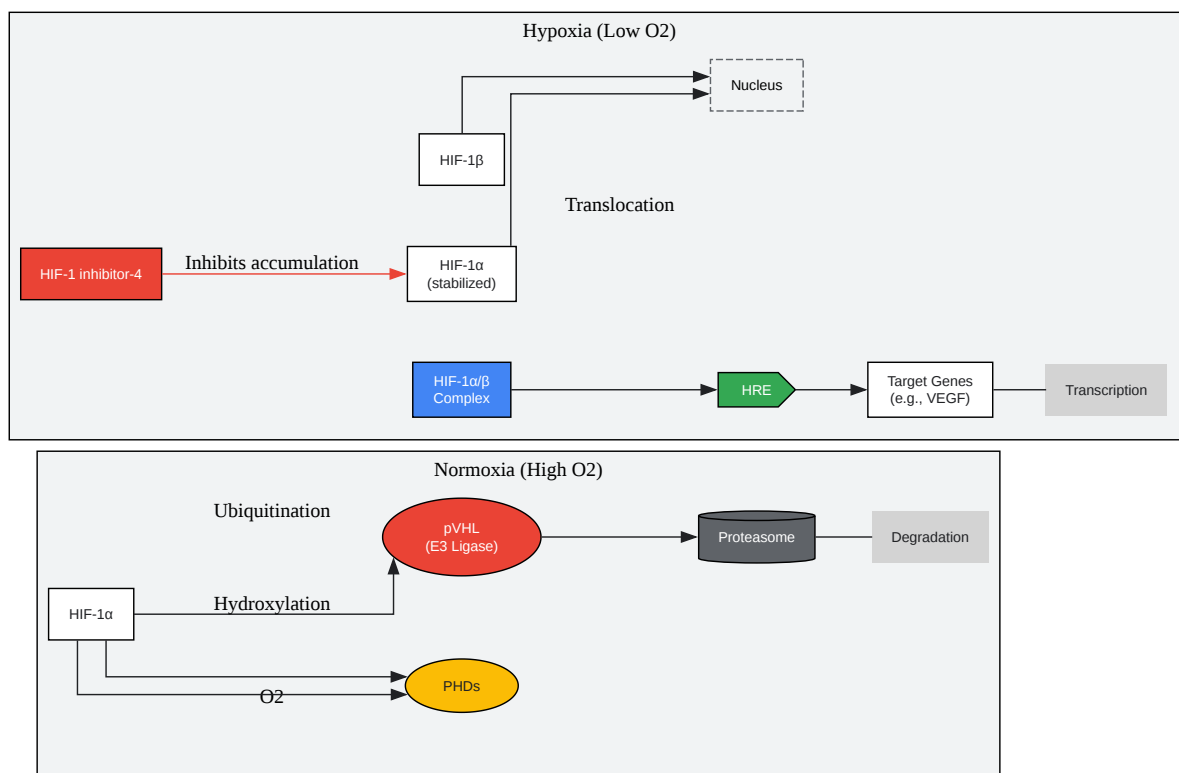 Hypoxia (Low O2)
Nucleus
HIF-1β
Translocation
HIF-1 inhibitor-4
Inhibits accumulation
HIF-1α
(stabilized)
HIF-1α/β
Complex
HRE
Target Genes
(e.g., VEGF)
Transcription
Normoxia (High O2)
Ubiquitination
pVHL
(E3 Ligase)
Proteasome
Degradation
HIF-1α
Hydroxylation
O2
PHDs